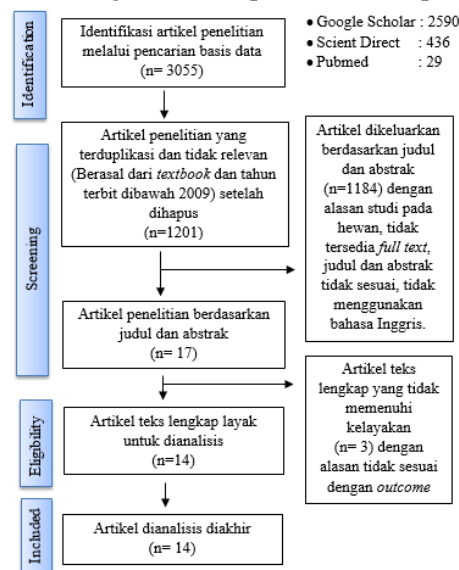 Identification
Identifikasi artikel penelitian
melalui pencarian basis data
(n= 3055)
• Google Scholar : 2590
• Scient Direct : 436
• Pubmed : 29
Screening
Artikel penelitian yang
terduplikasi dan tidak relevan
(Berasal dari textbook dan tahun
terbit dibawah 2009) setelah
dihapus
(n=1201)
Artikel dikeluarkan
berdasarkan judul
dan abstrak
(n=1184) dengan
alasan studi pada
hewan, tidak
tersedia full text,
judul dan abstrak
tidak sesuai, tidak
menggunakan
bahasa Inggris.
Artikel penelitian berdasarkan
judul dan abstrak
(n= 17)
Artikel teks
lengkap yang tidak
memenuhi
kelayakan
(n= 3) dengan
alasan tidak sesuai
dengan outcome
Eligibility
Artikel teks lengkap layak
untuk dianalisis
(n=14)
Included
Artikel dianalisis diakhir
(n= 14)